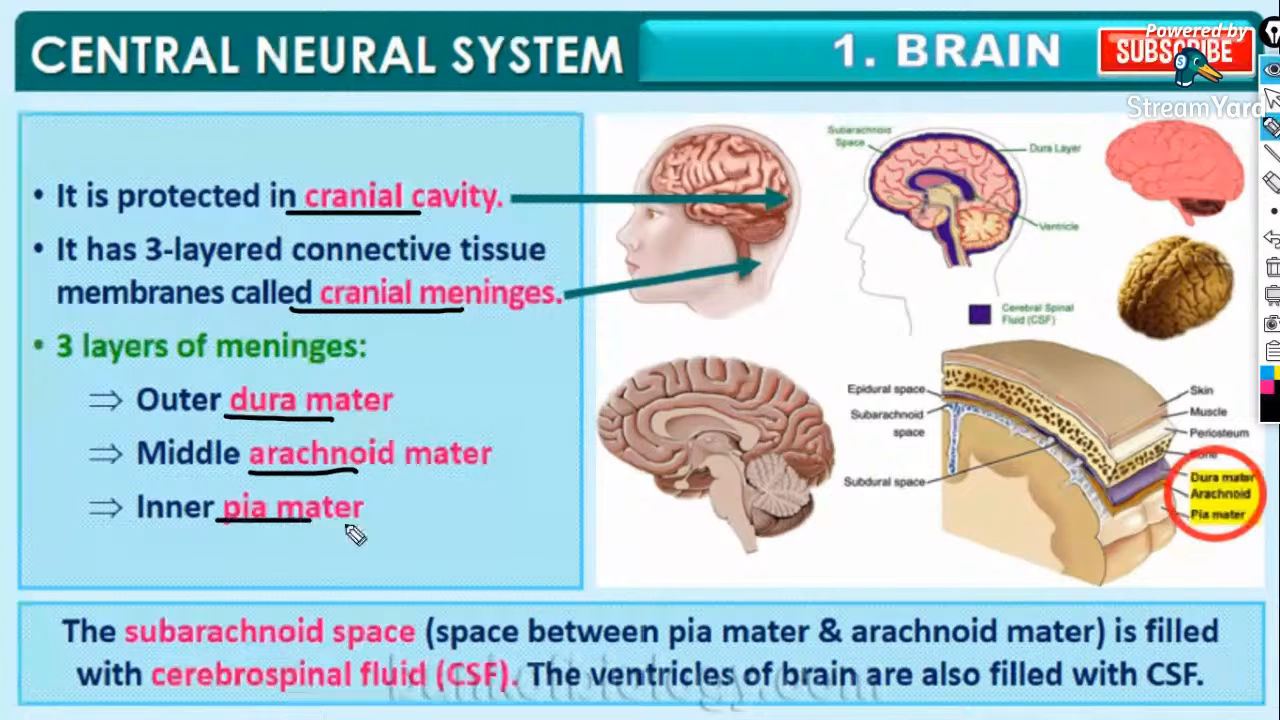 CENTRAL NEURAL SYSTEM
1. BRAIN
Powered by
SUBSCRIBE
StreamYard
• It is protected in cranial cavity.
• It has 3-layered connective tissue
membranes called cranial meninges.
• 3 layers of meninges:
⇒ Outer dura mater
⇒ Middle arachnoid mater
⇒ Inner pia mater
Subarachnoid
Space
Dura Layer
Ventricle
Cerebral Spinal
Fluid (CSF)
Epidural space
Subarachnoid
space
Subdural space
Skin
Muscle
Periosteum
Bone
Dura mater
Arachnoid
Pia mater
The subarachnoid space (space between pia mater & arachnoid mater) is filled
with cerebrospinal fluid (CSF). The ventricles of brain are also filled with CSF.